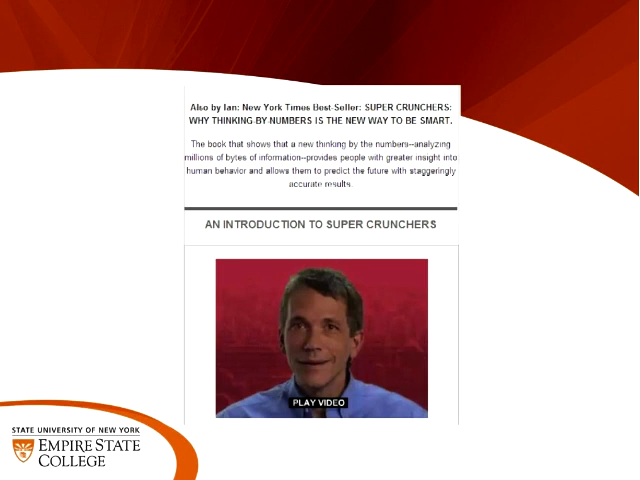 Also by Ian: New York Times Best-Seller: SUPER CRUNCHERS:
WHY THINKING-BY-NUMBERS IS THE NEW WAY TO BE SMART.
The book that shows that a new thinking by the numbers--analyzing
millions of bytes of information--provides people with greater insight into
human behavior and allows them to predict the future with staggeringly
accurate results.
AN INTRODUCTION TO SUPER CRUNCHERS
PLAY VIDEO
STATE UNIVERSITY OF NEW YORK
EMPIRE STATE
COLLEGE